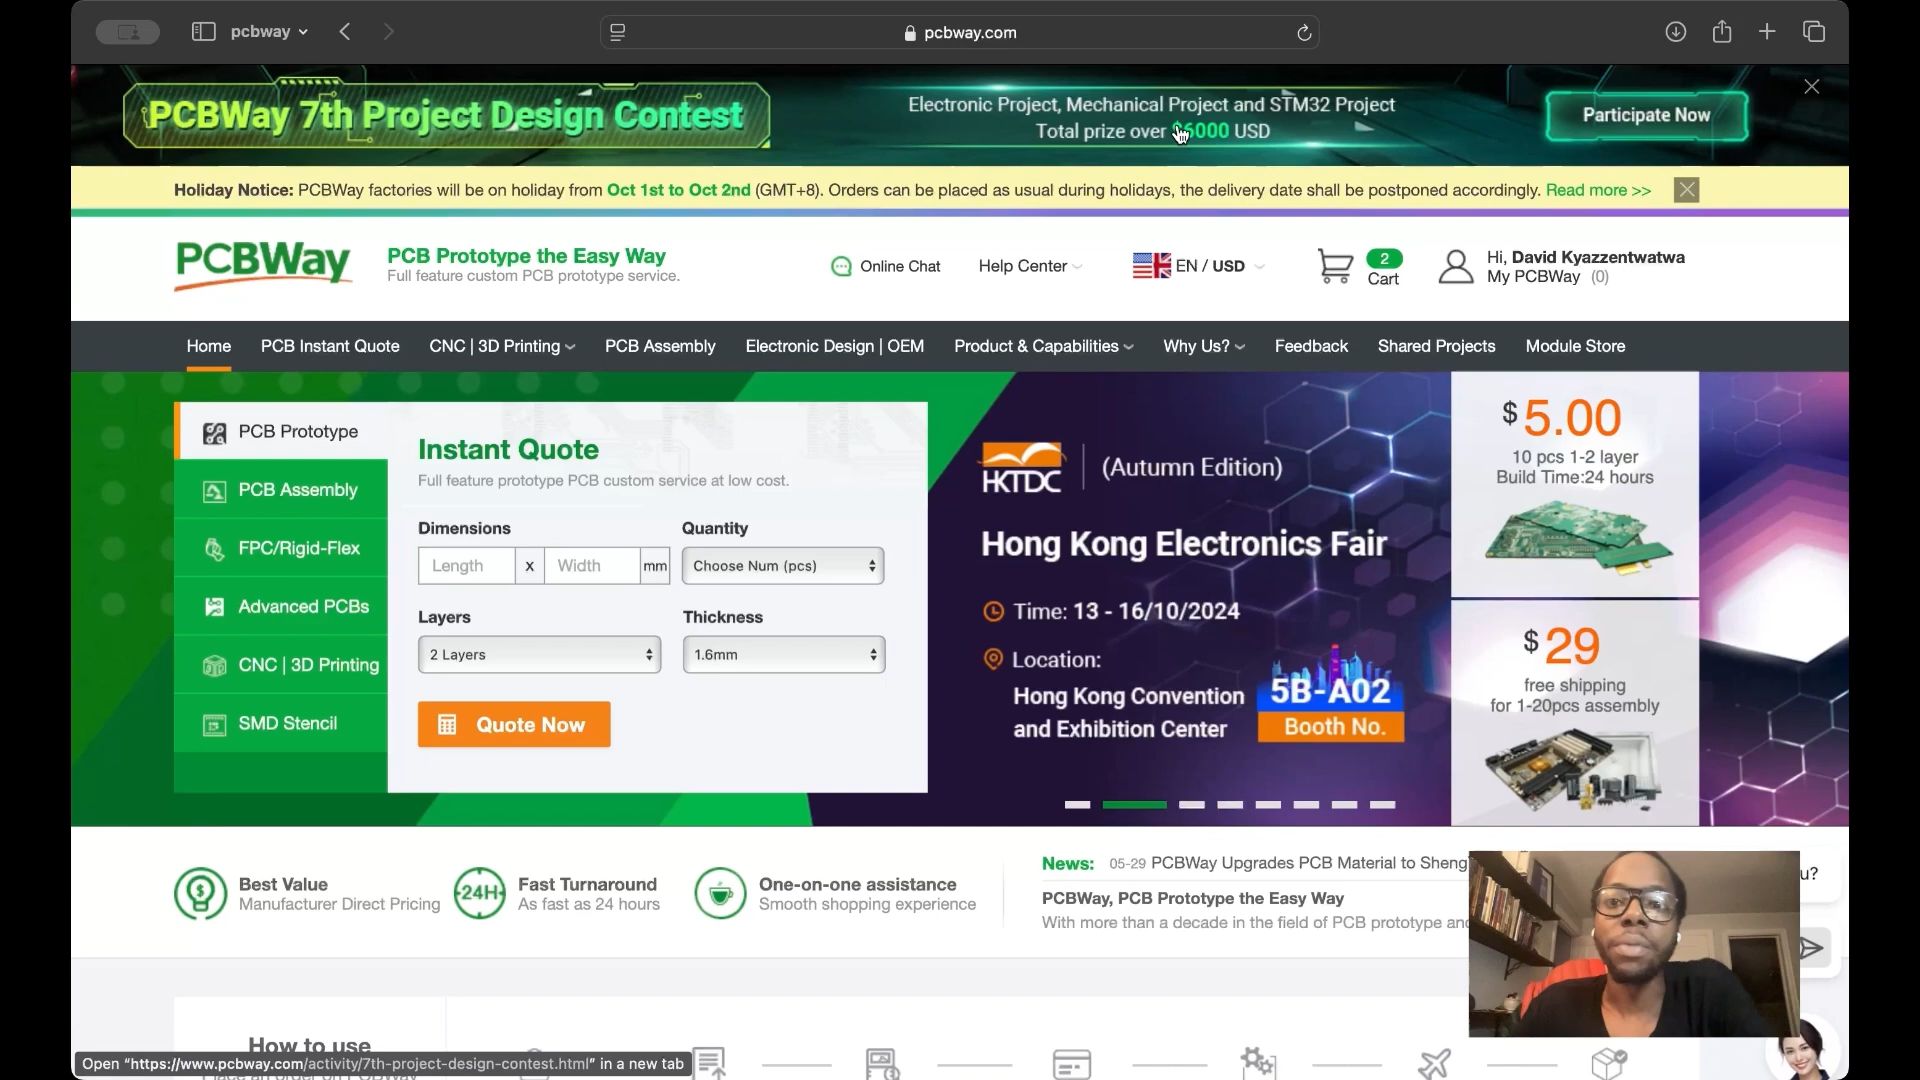 pcbway
pcbway.com
PCBWay 7th Project Design Contest
Electronic Project, Mechanical Project and STM32 Project
Total prize over $6000 USD
Participate Now
Holiday Notice: PCBWay factories will be on holiday from Oct 1st to Oct 2nd (GMT+8). Orders can be placed as usual during holidays, the delivery date shall be postponed accordingly. Read more >>
PCBWay
PCB Prototype the Easy Way
Full feature custom PCB prototype service.
Online Chat
Help Center
EN / USD
2
Cart
Hi, David Kyazzentwatwa
My PCBWay (0)
Home
PCB Instant Quote
CNC | 3D Printing
PCB Assembly
Electronic Design | OEM
Product & Capabilities
Why Us?
Feedback
Shared Projects
Module Store
PCB Prototype
PCB Assembly
FPC/Rigid-Flex
Advanced PCBs
CNC | 3D Printing
SMD Stencil
Instant Quote
Full feature prototype PCB custom service at low cost.
Dimensions
Quantity
Length x Width mm
Choose Num (pcs)
Layers
Thickness
2 Layers
1.6mm
Quote Now
HKTDC
(Autumn Edition)
Hong Kong Electronics Fair
Time: 13 - 16/10/2024
Location:
Hong Kong Convention
and Exhibition Center
5B-A02
Booth No.
$5.00
10 pcs 1-2 layer
Build Time:24 hours
$29
free shipping
for 1-20pcs assembly
Best Value
Manufacturer Direct Pricing
24H
Fast Turnaround
As fast as 24 hours
One-on-one assistance
Smooth shopping experience
News: 05-29 PCBWay Upgrades PCB Material to Sheng
PCBWay, PCB Prototype the Easy Way
With more than a decade in the field of PCB prototype and
u?
How to use
Open "https://www.pcbway.com/activity/7th-project-design-contest.html" in a new tab